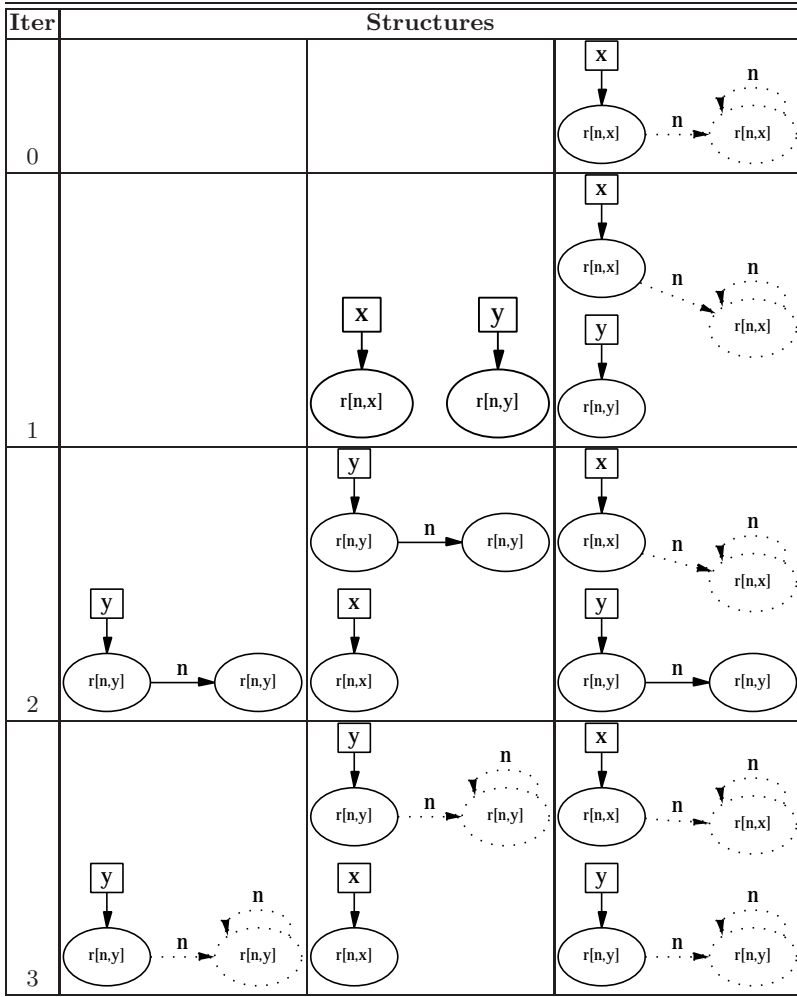 Iter Structures
x
n
r[n,x] n r[n,x]
0
x
r[n,x] n n
r[n,x]
x y y
r[n,x] r[n,y] r[n,y]
1
y x
r[n,y] n r[n,y] r[n,x] n n
r[n,x]
y x y
r[n,y] n r[n,y] r[n,x] r[n,y] n r[n,y]
2
y x
n n
r[n,y] n r[n,y] r[n,x] n r[n,x]
y x y
n n
r[n,y] n r[n,y] r[n,x] r[n,y] n r[n,y]
3